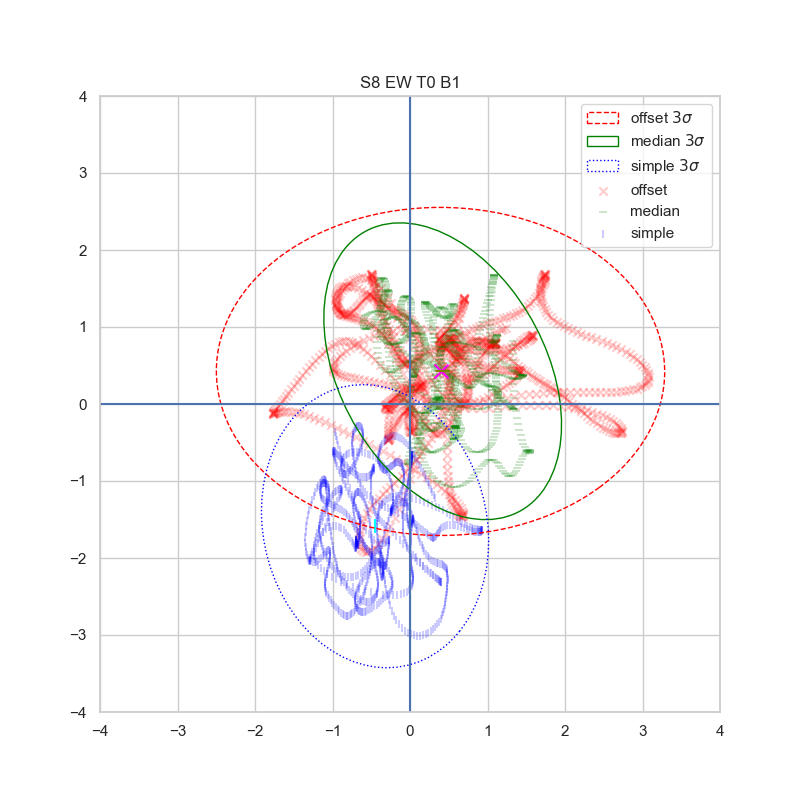 S8 EW T0 B1
offset 3σ
median 3σ
simple 3σ
offset
median
simple
4
3
2
1
0
−1
−2
−3
−4
−4
−3
−2
−1
0
1
2
3
4